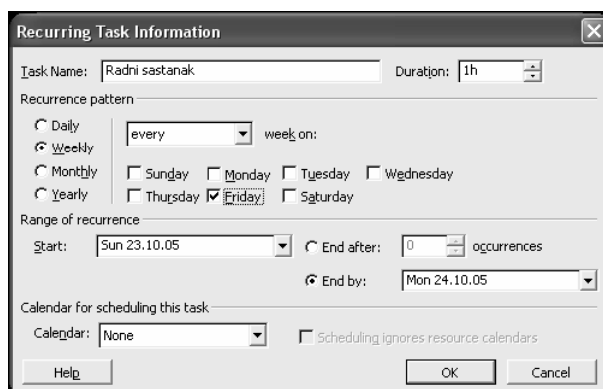 Recurring Task Information
Task Name: Radni sastanak Duration: 1h
Recurrence pattern
Daily every week on:
Weekly
Monthly Sunday Monday Tuesday Wednesday
Yearly Thursday Friday Saturday
Range of recurrence
Start: Sun 23.10.05 End after: 0 occurrences
End by: Mon 24.10.05
Calendar for scheduling this task
Calendar: None Scheduling ignores resource calendars
Help OK Cancel